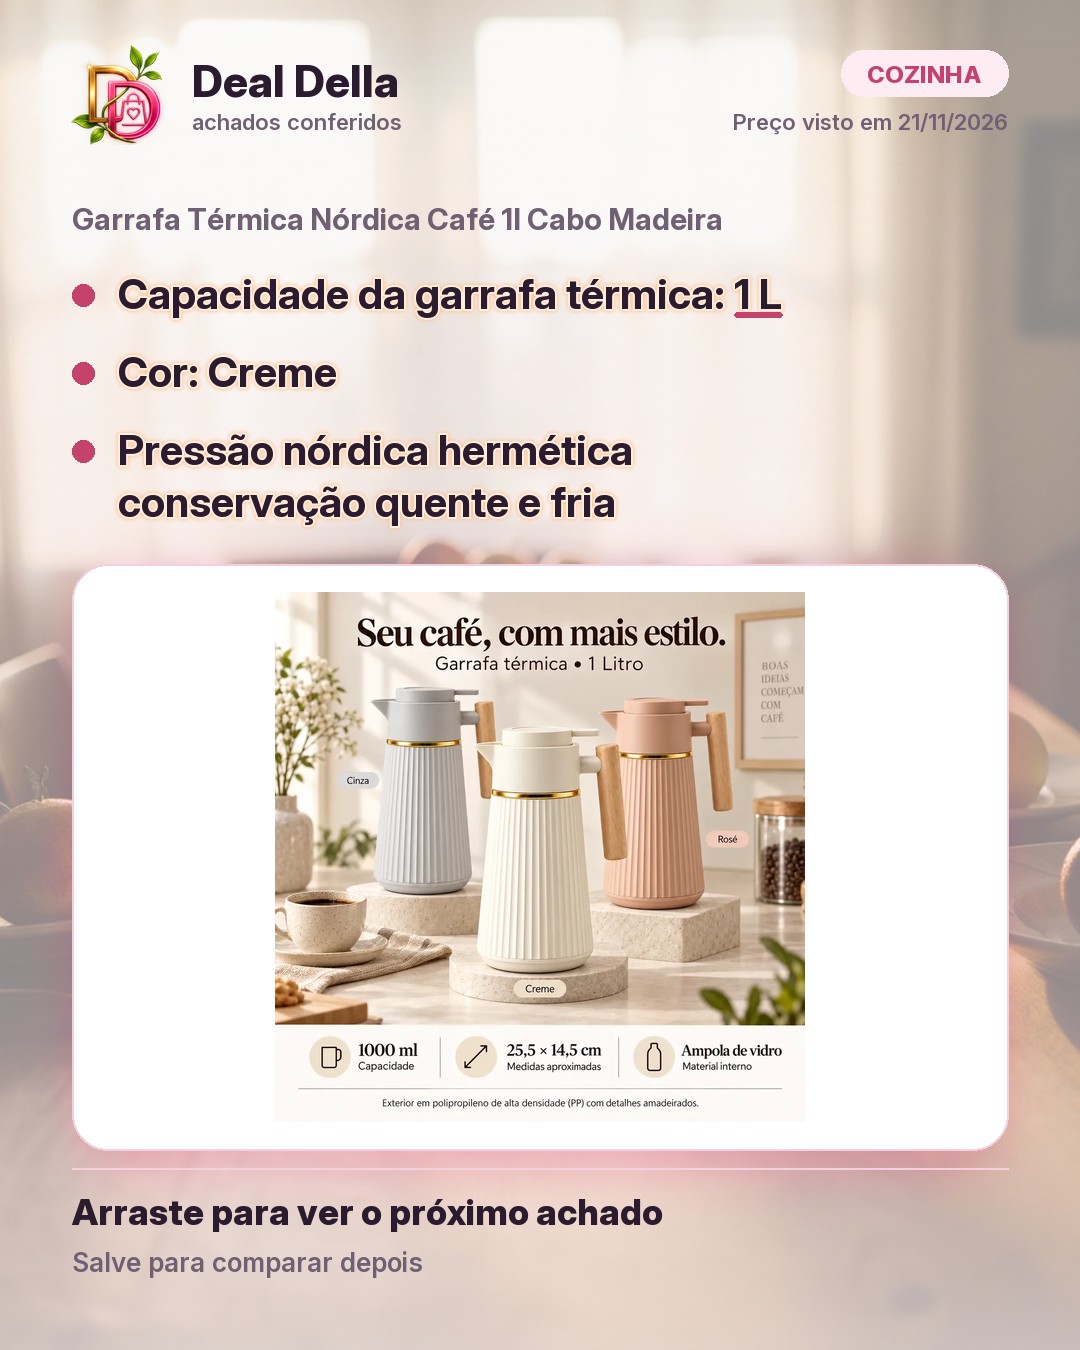 Deal Della
achados conferidos
COZINHA
Preço visto em 21/11/2026
Garrafa Térmica Nórdica Café 1l Cabo Madeira
Capacidade da garrafa térmica: 1 L
Cor: Creme
Pressão nórdica hermética
conservação quente e fria
Seu café, com mais estilo.
Garrafa térmica • 1 Litro
BOAS
IDEIAS
COMEÇAM
COM
CAFÉ
Cinza
Rosé
Creme
1000 ml
Capacidade
25,5 × 14,5 cm
Medidas aproximadas
Ampola de vidro
Material interno
Exterior em polipropileno de alta densidade (PP) com detalhes amadeirados.
Arraste para ver o próximo achado
Salve para comparar depois